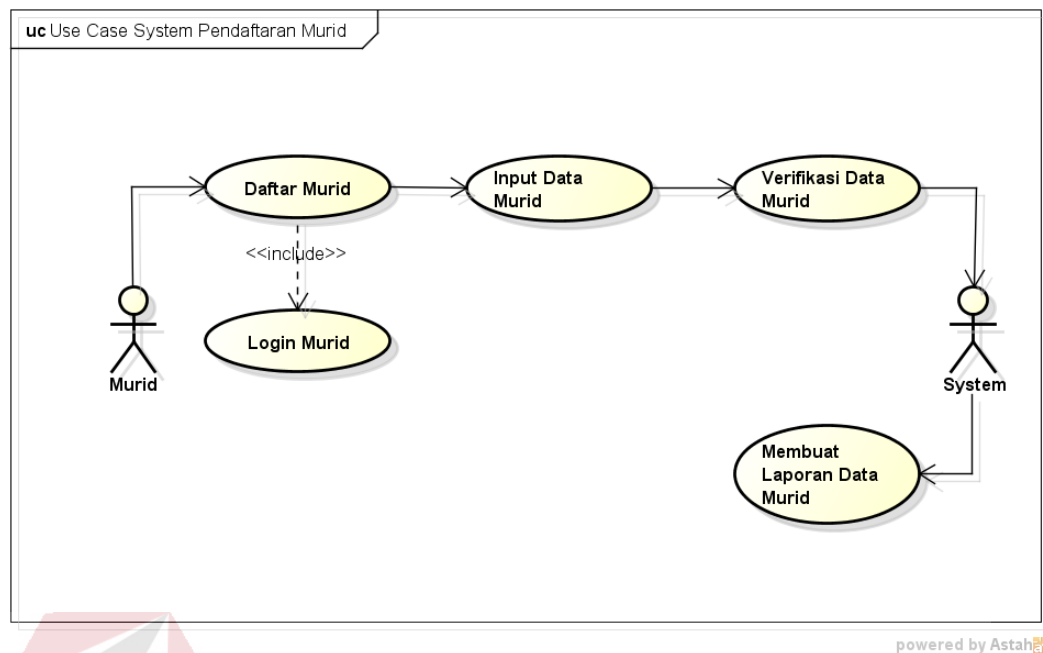 uc Use Case System Pendaftaran Murid
Daftar Murid
Input Data
Murid
Verifikasi Data
Murid
<<include>>
Login Murid
Murid
System
Membuat
Laporan Data
Murid
powered by Astah